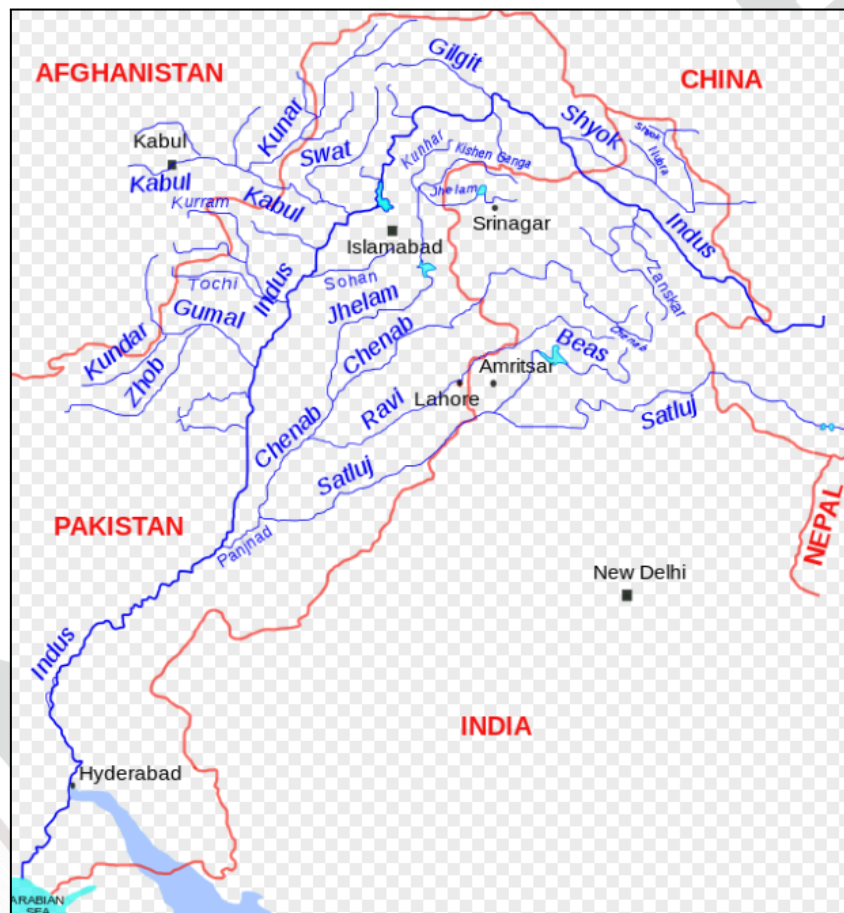 AFGHANISTAN
CHINA
Gilgit
Kabul
Kunar
Swat
Kunhar
Kishen Ganga
Shyok
Shyok
Nubra
Kabul
Kabul
Kurram
Jhelam
Srinagar
Indus
Islamabad
Indus
Tochi
Sohan
Zanskar
Gumal
Jhelam
Kundar
Zhob
Chenab
Beas
Chenab
Amritsar
Lahore
Ravi
Satluj
Chenab
Satluj
PAKISTAN
Panjnad
NEPAL
New Delhi
Indus
INDIA
Hyderabad
ARABIAN
SEA